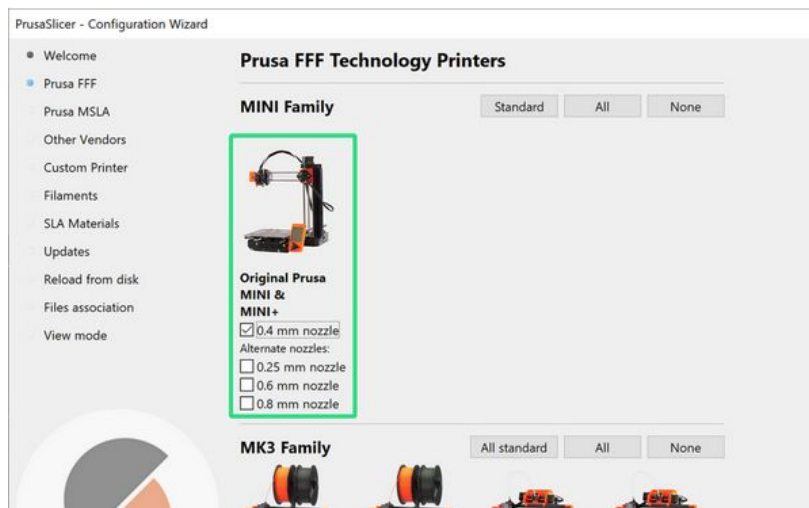 PrusaSlicer - Configuration Wizard
Welcome
Prusa FFF
Prusa MSLA
Other Vendors
Custom Printer
Filaments
SLA Materials
Updates
Reload from disk
Files association
View mode
Prusa FFF Technology Printers
MINI Family
Standard
All
None
Original Prusa
MINI &
MINI+
0.4 mm nozzle
Alternate nozzles:
0.25 mm nozzle
0.6 mm nozzle
0.8 mm nozzle
MK3 Family
All standard
All
None